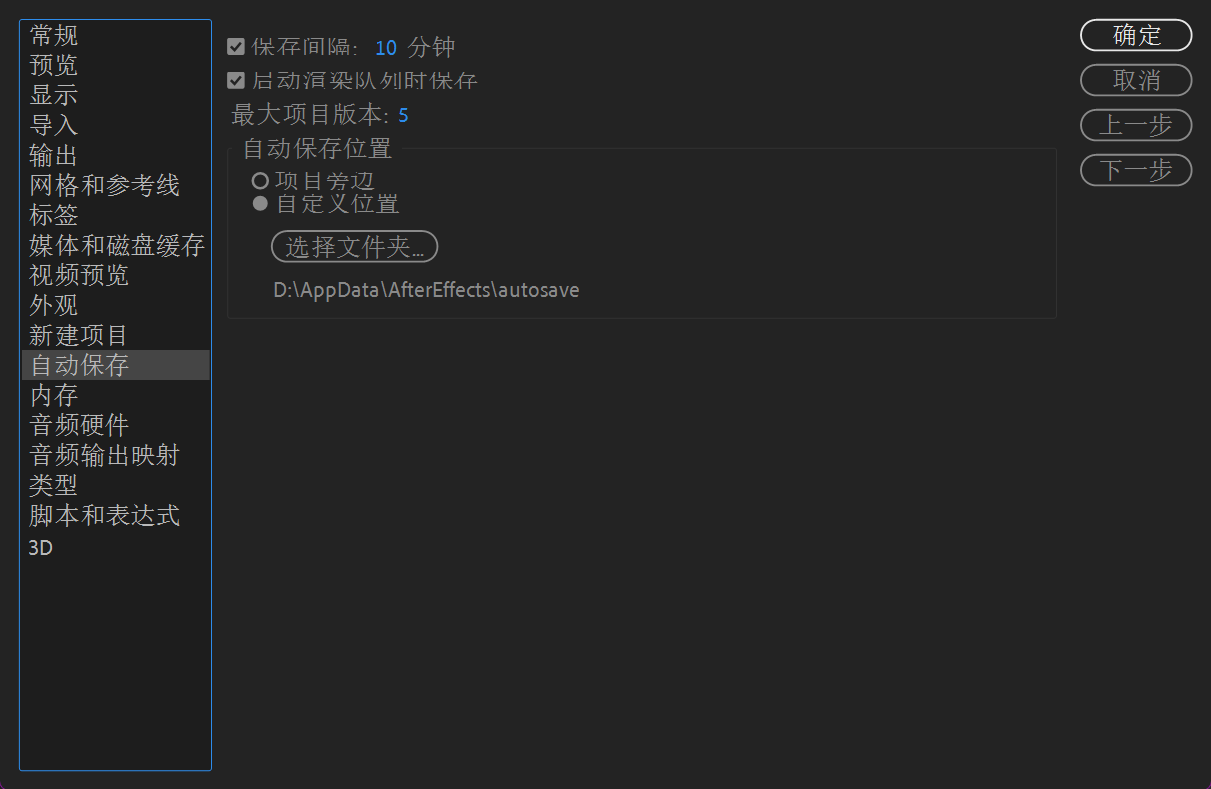 常规
预览
显示
导入
输出
网格和参考线
标签
媒体和磁盘缓存
视频预览
外观
新建项目
自动保存
内存
音频硬件
音频输出映射
类型
脚本和表达式
3D
保存间隔: 10 分钟
启动渲染队列时保存
最大项目版本: 5
自动保存位置
项目旁边
自定义位置
选择文件夹...
D:\AppData\AfterEffects\autosave
确定
取消
上一步
下一步